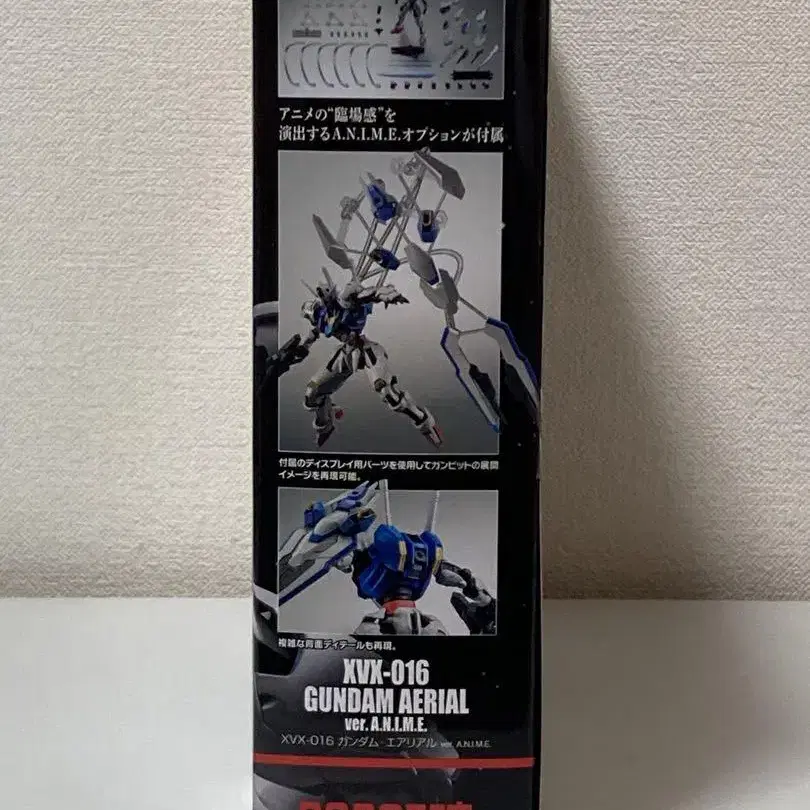 アニメの“臨場感”を
演出するA.N.I.M.E.オプションが付属
付属のディスプレイ用パーツを使用してガンビットの展開
イメージを再現可能。
複雑な背面ディテールも再現。
XVX-016
GUNDAM AERIAL
ver. A.N.I.M.E.
XVX-016 ガンダム・エアリアル ver. A.N.I.M.E.